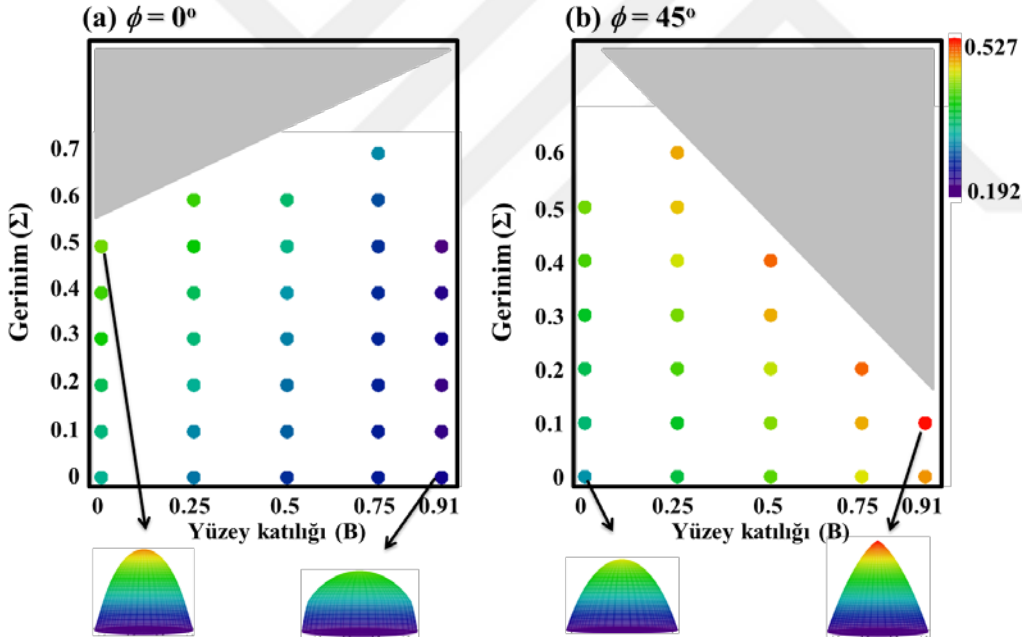 (a) ϕ = 0°
(b) ϕ = 45°
0.527
0.192
Gerinim (Σ)
0.7
0.6
0.5
0.4
0.3
0.2
0.1
0
0 0.25 0.5 0.75 0.91
Yüzey katılığı (B)
Gerinim (Σ)
0.6
0.5
0.4
0.3
0.2
0.1
0
0 0.25 0.5 0.75 0.91
Yüzey katılığı (B)